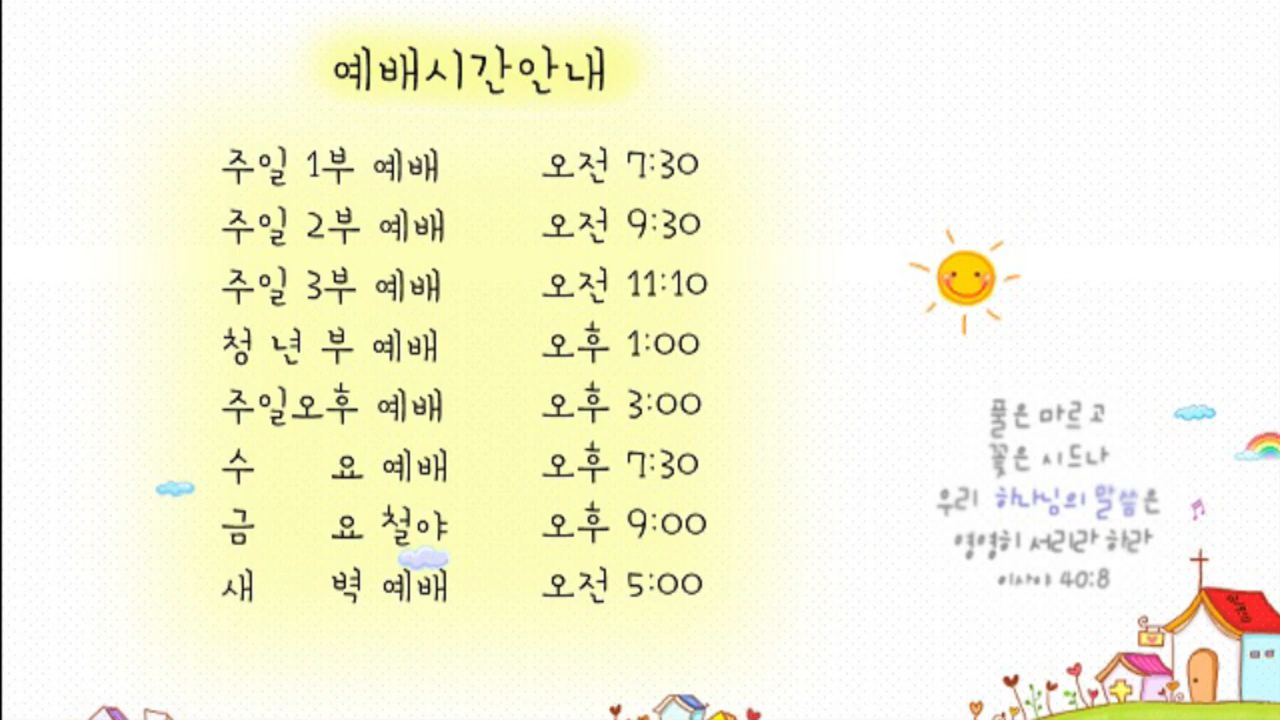 예배시간안내
주일 1부 예배 오전 7:30
주일 2부 예배 오전 9:30
주일 3부 예배 오전 11:10
청 년 부 예배 오후 1:00
주일오후 예배 오후 3:00
수 요 예배 오후 7:30
금 요 철야 오후 9:00
새 벽 예배 오전 5:00
풀은 마르고
꽃은 시드나
우리 하나님의 말씀은
영영히 서리라 하라
이사야 40:8